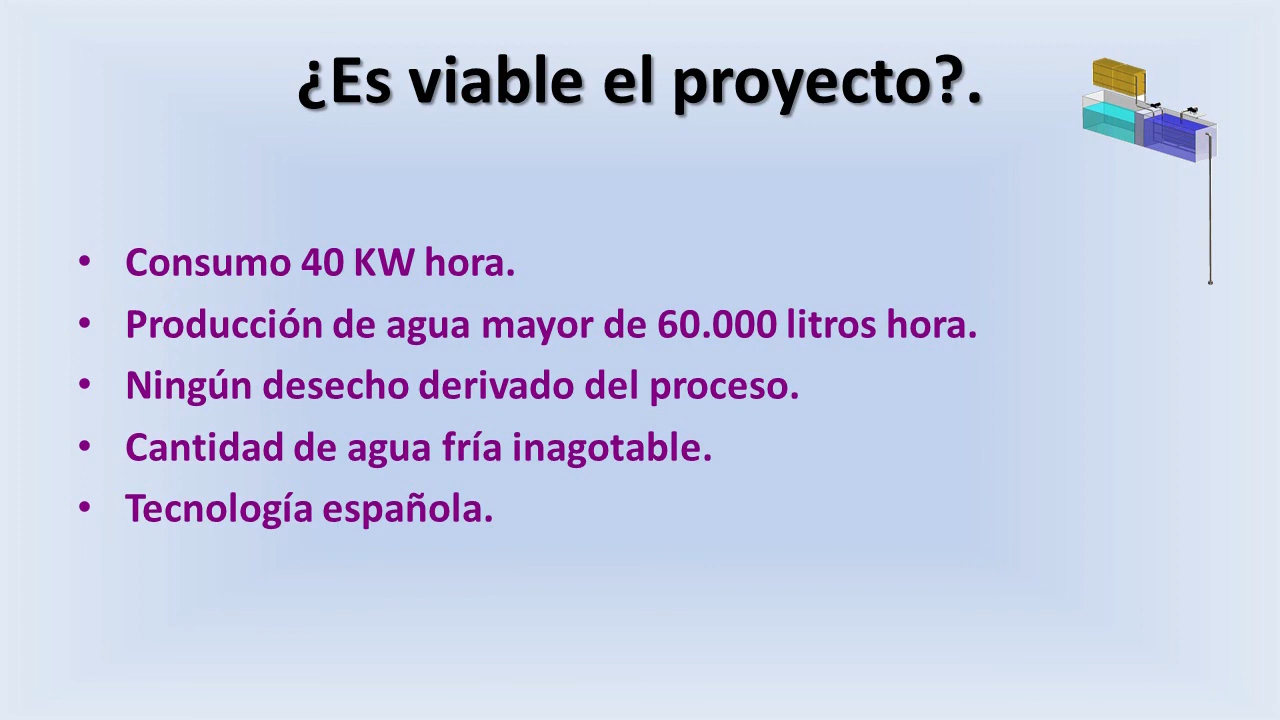 ¿Es viable el proyecto?.
• Consumo 40 KW hora.
• Producción de agua mayor de 60.000 litros hora.
• Ningún desecho derivado del proceso.
• Cantidad de agua fría inagotable.
• Tecnología española.